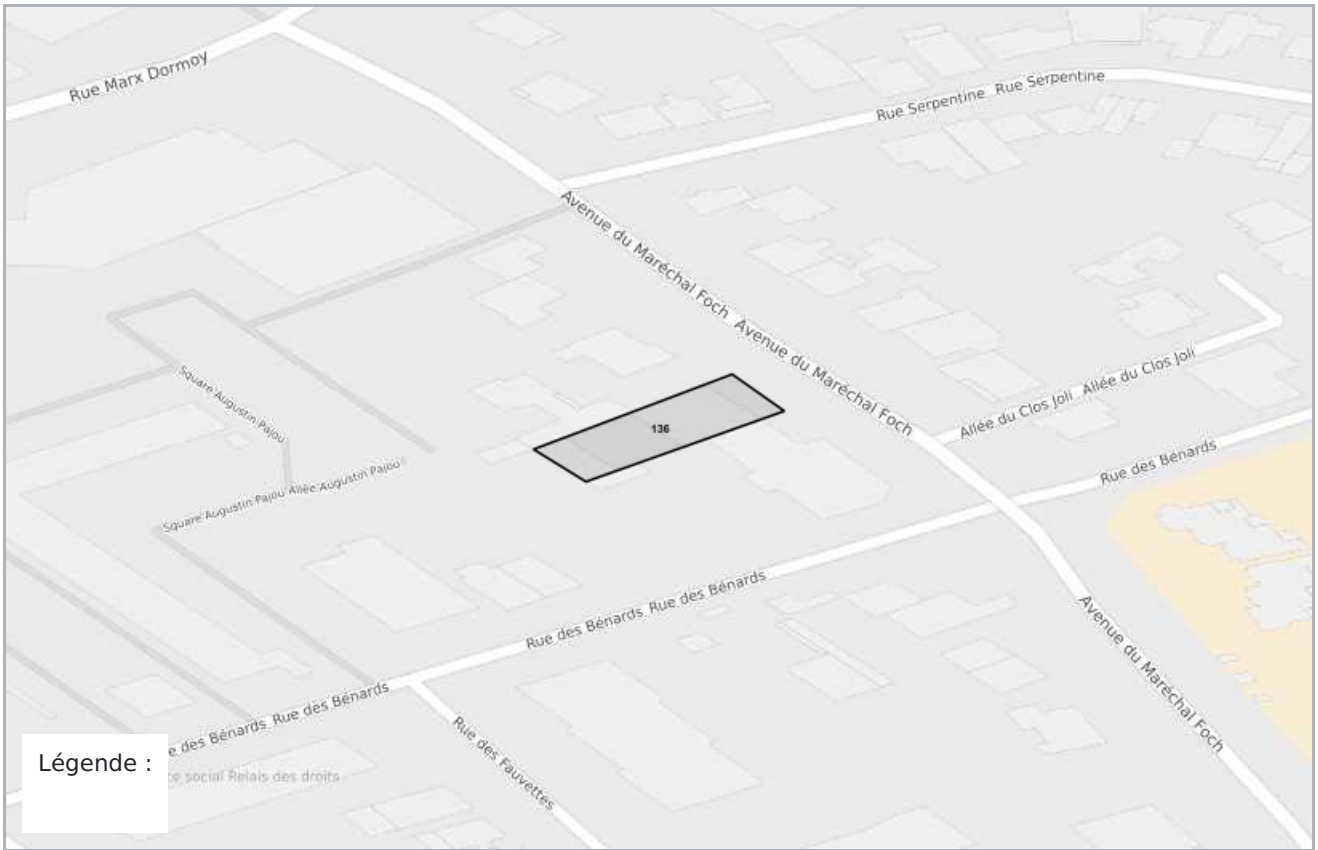 Rue Marx Dormoy
Rue Serpentine Rue Serpentine
Avenue du Maréchal Foch Avenue du Maréchal Foch
Allée du Clos Joli Allée du Clos Joli
Square Augustin Pajou
136
Rue des Bénards
Square Augustin Pajou Allée Augustin Pajou
Rue des Bénards Rue des Bénards
Avenue du Maréchal Foch
e des Bénards Rue des Bénards
Rue des Fauvettes
Légende :
ce social Relais des droits